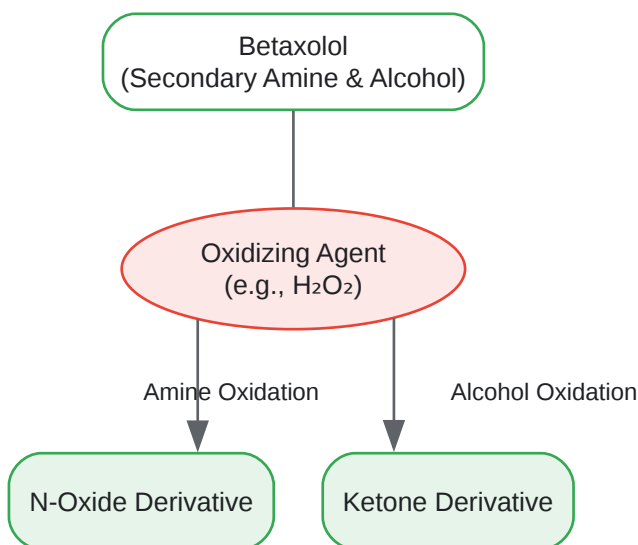 Betaxolol
(Secondary Amine & Alcohol)
Oxidizing Agent
(e.g., H₂O₂)
Amine Oxidation
Alcohol Oxidation
N-Oxide Derivative
Ketone Derivative